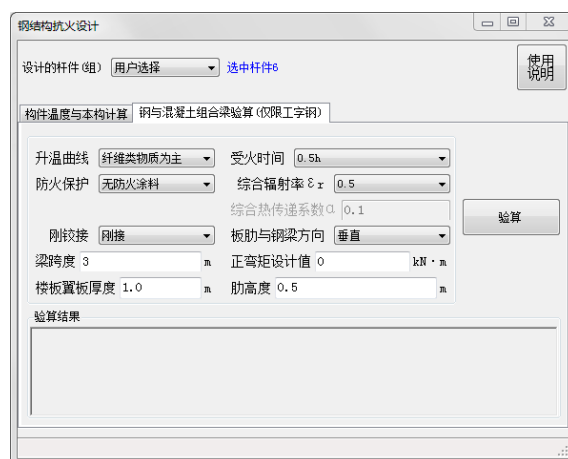 钢结构抗火设计
设计的杆件(组) 用户选择 选中杆件6 使用说明
构件温度与本构计算 钢与混凝土组合梁验算(仅限工字钢)
升温曲线 纤维类物质为主 受火时间 0.5h
防火保护 无防火涂料 综合辐射率εr 0.5
综合热传递系数α 0.1
验算
刚铰接 刚接 板肋与钢梁方向 垂直
梁跨度 3 m 正弯矩设计值 0 kN·m
楼板翼板厚度 1.0 m 肋高度 0.5 m
验算结果